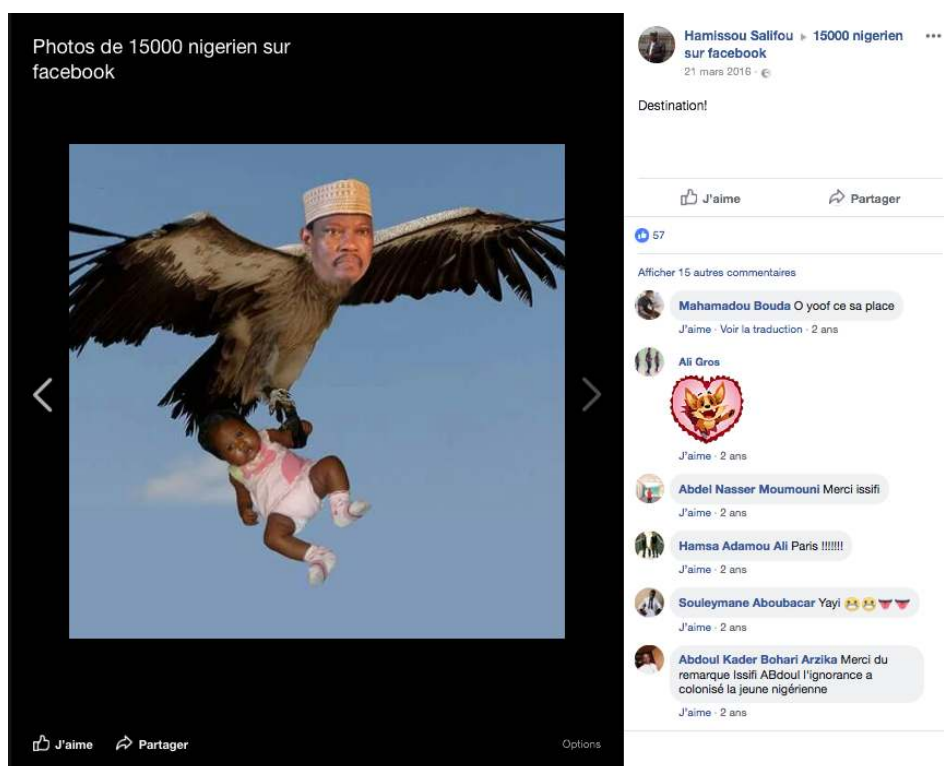 Photos de 15000 nigerien sur
facebook
J'aime
Partager
Options
Hamissou Salifou ▸ 15000 nigerien
sur facebook
21 mars 2016 ·
Destination!
J'aime
Partager
57
Afficher 15 autres commentaires
Mahamadou Bouda O yoof ce sa place
J'aime · Voir la traduction · 2 ans
Ali Gros
J'aime · 2 ans
Abdel Nasser Moumouni Merci issifi
J'aime · 2 ans
Hamsa Adamou Ali Paris !!!!!!!
J'aime · 2 ans
Souleymane Aboubacar Yayi 😬😬👅👅
J'aime · 2 ans
Abdoul Kader Bohari Arzika Merci du
remarque Issifi ABdoul l'ignorance a
colonisé la jeune nigérienne
J'aime · 2 ans